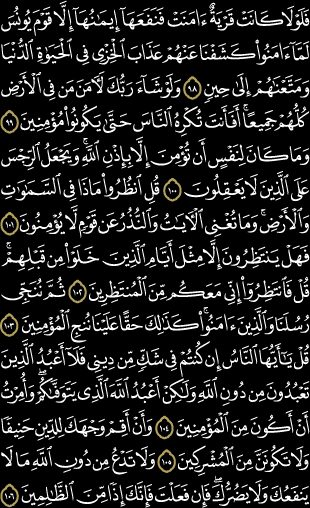 فَلَوْلَا كَانَتْ قَرْيَةٌ ءَامَنَتْ فَنَفَعَهَآ إِيمَٰنُهَآ إِلَّا قَوْمَ يُونُسَ
لَمَّآ ءَامَنُوا۟ كَشَفْنَا عَنْهُمْ عَذَابَ ٱلْخِزْىِ فِى ٱلْحَيَوٰةِ ٱلدُّنْيَا
وَمَتَّعْنَٰهُمْ إِلَىٰ حِينٍ ٩٨ وَلَوْ شَآءَ رَبُّكَ لَءَامَنَ مَن فِى ٱلْأَرْضِ
كُلُّهُمْ جَمِيعًا ۚ أَفَأَنتَ تُكْرِهُ ٱلنَّاسَ حَتَّىٰ يَكُونُوا۟ مُؤْمِنِينَ ٩٩
وَمَا كَانَ لِنَفْسٍ أَن تُؤْمِنَ إِلَّا بِإِذْنِ ٱللَّهِ ۚ وَيَجْعَلُ ٱلرِّجْسَ
عَلَى ٱلَّذِينَ لَا يَعْقِلُونَ ١٠٠ قُلِ ٱنظُرُوا۟ مَاذَا فِى ٱلسَّمَٰوَٰتِ
وَٱلْأَرْضِ ۚ وَمَا تُغْنِى ٱلْءَايَٰتُ وَٱلنُّذُرُ عَن قَوْمٍ لَّا يُؤْمِنُونَ ١٠١
فَهَلْ يَنتَظِرُونَ إِلَّا مِثْلَ أَيَّامِ ٱلَّذِينَ خَلَوْا۟ مِن قَبْلِهِمْ ۚ
قُلْ فَٱنتَظِرُوٓا۟ إِنِّى مَعَكُم مِّنَ ٱلْمُنتَظِرِينَ ١٠٢ ثُمَّ نُنَجِّى
رُسُلَنَا وَٱلَّذِينَ ءَامَنُوا۟ ۚ كَذَٰلِكَ حَقًّا عَلَيْنَا نُنجِ ٱلْمُؤْمِنِينَ ١٠٣
قُلْ يَٰٓأَيُّهَا ٱلنَّاسُ إِن كُنتُمْ فِى شَكٍّ مِّن دِينِى فَلَآ أَعْبُدُ ٱلَّذِينَ
تَعْبُدُونَ مِن دُونِ ٱللَّهِ وَلَٰكِنْ أَعْبُدُ ٱللَّهَ ٱلَّذِى يَتَوَفَّىٰكُمْ ۖ وَأُمِرْتُ
أَنْ أَكُونَ مِنَ ٱلْمُؤْمِنِينَ ١٠٤ وَأَنْ أَقِمْ وَجْهَكَ لِلدِّينِ حَنِيفًا
وَلَا تَكُونَنَّ مِنَ ٱلْمُشْرِكِينَ ١٠٥ وَلَا تَدْعُ مِن دُونِ ٱللَّهِ مَا لَا
يَنفَعُكَ وَلَا يَضُرُّكَ ۖ فَإِن فَعَلْتَ فَإِنَّكَ إِذًا مِّنَ ٱلظَّٰلِمِينَ ١٠٦